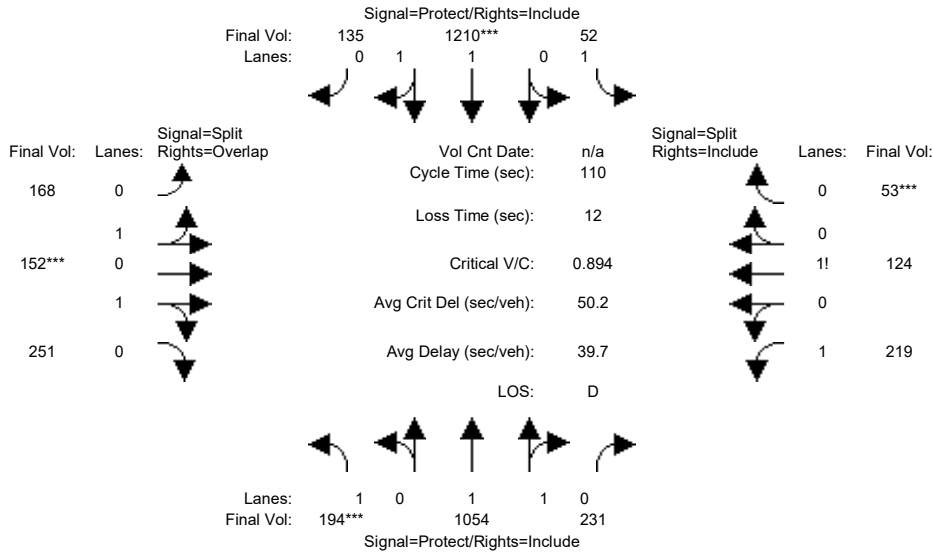 Signal=Protect/Rights=Include
Final Vol: 135 1210*** 52
Lanes: 0 1 1 0 1
Signal=Split Signal=Split
Final Vol: Lanes: Rights=Overlap Vol Cnt Date: n/a Rights=Include Lanes: Final Vol:
Cycle Time (sec): 110
168 0 0 53***
Loss Time (sec): 12
1 0
152*** 0 Critical V/C: 0.894 1! 124
1 Avg Crit Del (sec/veh): 50.2 0
251 0 Avg Delay (sec/veh): 39.7 1 219
LOS: D
Lanes: 1 0 1 1 0
Final Vol: 194*** 1054 231
Signal=Protect/Rights=Include